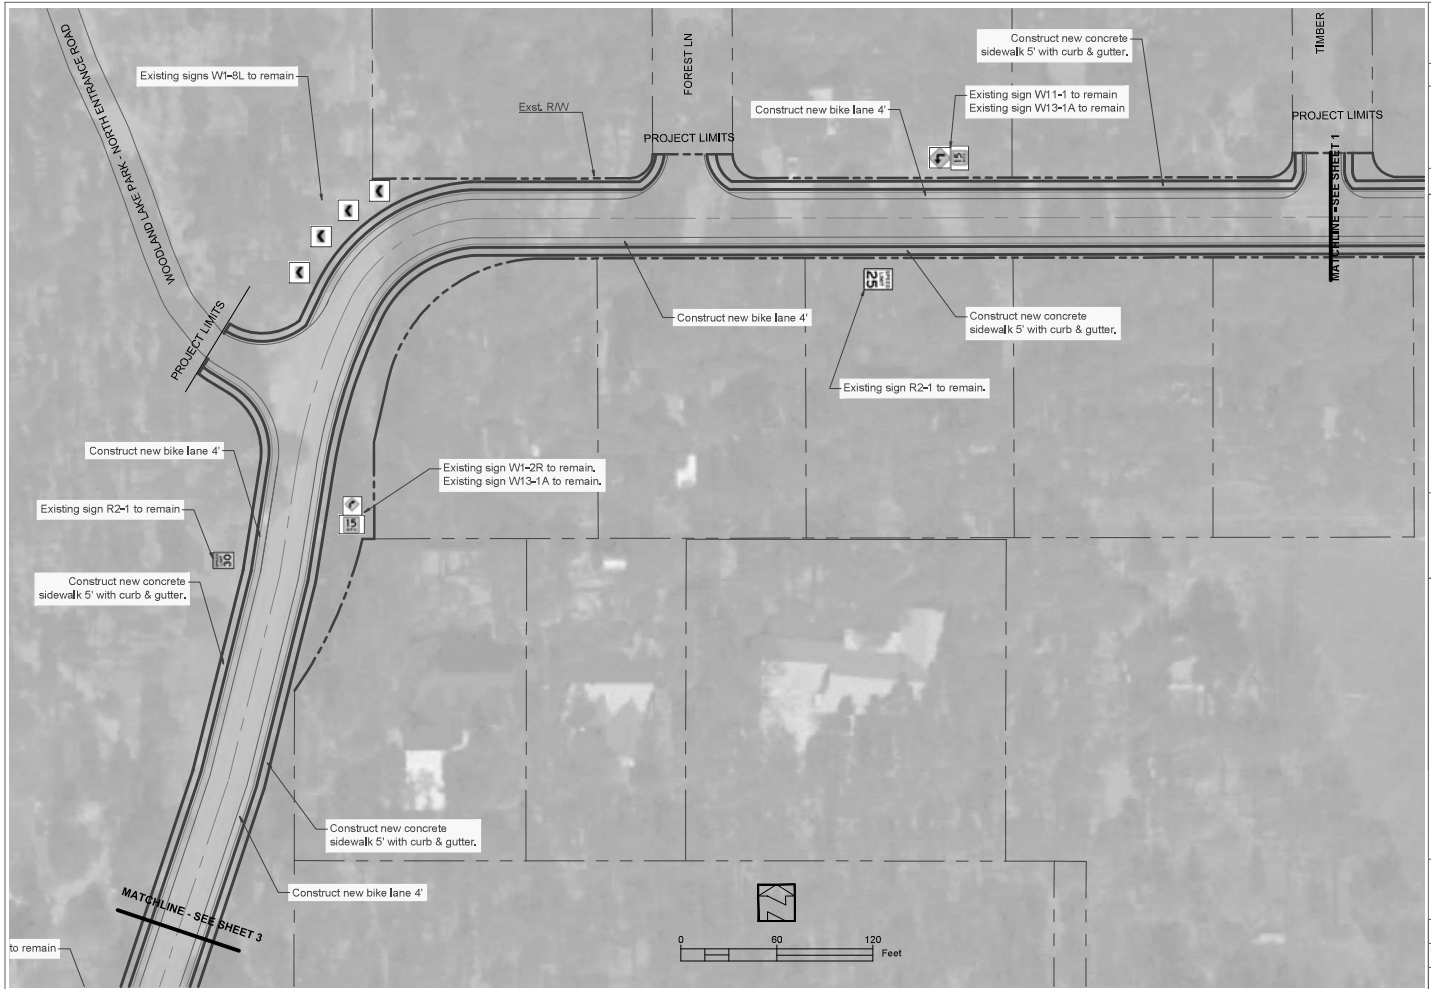 WOODLAND LAKE PARK - NORTH ENTRANCE ROAD
Existing signs W1-8L to remain
Exst. R/W
FOREST LN
PROJECT LIMITS
Construct new bike lane 4'
Existing sign W11-1 to remain
Existing sign W13-1A to remain
15
Construct new concrete
sidewalk 5' with curb & gutter.
TIMBER
PROJECT LIMITS
MATCHLINE - SEE SHEET 1
PROJECT LIMITS
Construct new bike lane 4'
SPEED
LIMIT
25
Construct new concrete
sidewalk 5' with curb & gutter.
Existing sign R2-1 to remain.
Construct new bike lane 4'
Existing sign W1-2R to remain.
Existing sign W13-1A to remain.
15
Existing sign R2-1 to remain
30
Construct new concrete
sidewalk 5' with curb & gutter.
Construct new concrete
sidewalk 5' with curb & gutter.
Construct new bike lane 4'
MATCHLINE - SEE SHEET 3
to remain
0 60 120
Feet